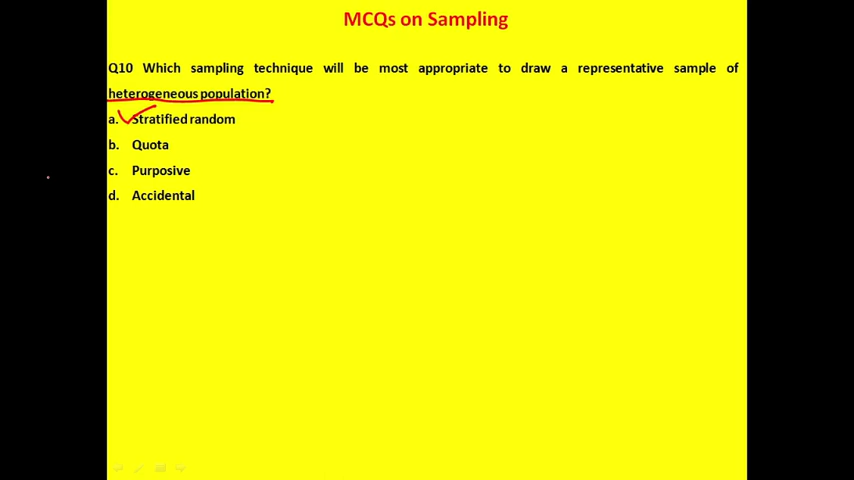 MCQs on Sampling
Q10 Which sampling technique will be most appropriate to draw a representative sample of
heterogeneous population?
a. Stratified random
b. Quota
c. Purposive
d. Accidental